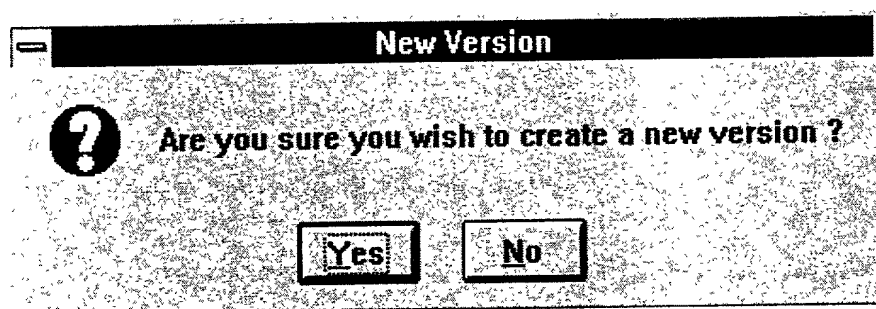 New Version
Are you sure you wish to create a new version ?
Yes
No